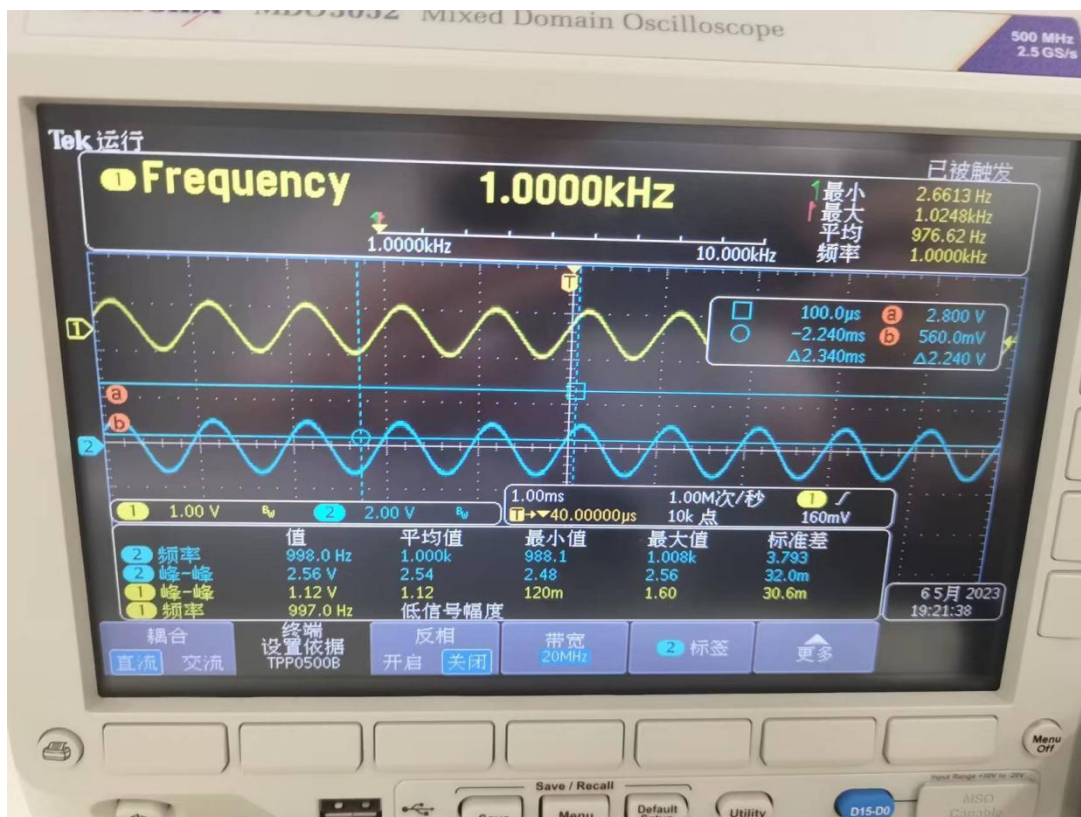 MDO3052 Mixed Domain Oscilloscope
500 MHz
2.5 GS/s
Tek 运行
已被触发
1 Frequency 1.0000kHz
最小 2.6613 Hz
最大 1.0248kHz
平均 976.62 Hz
频率 1.0000kHz
1.0000kHz 10.000kHz
T
1
100.0μs a 2.800 V
-2.240ms b 560.0mV
Δ2.340ms Δ2.240 V
a
b
2
1 1.00 V BW 2 2.00 V BW
1.00ms 1.00M次/秒 1
T→▼40.00000μs 10k 点 160mV
值 平均值 最小值 最大值 标准差
2 频率 998.0 Hz 1.000k 988.1 1.008k 3.793
2 峰-峰 2.56 V 2.54 2.48 2.56 32.0m
1 峰-峰 1.12 V 1.12 120m 1.60 30.6m
1 频率 997.0 Hz 低信号幅度
6 5月 2023
19:21:38
耦合
直流 交流
终端
设置依据
TPP0500B
反相
开启 关闭
带宽
20MHz
2 标签
更多
Menu
Off
Save / Recall
Save
Menu
Default
Utility
D15-D0
MSO
Capable